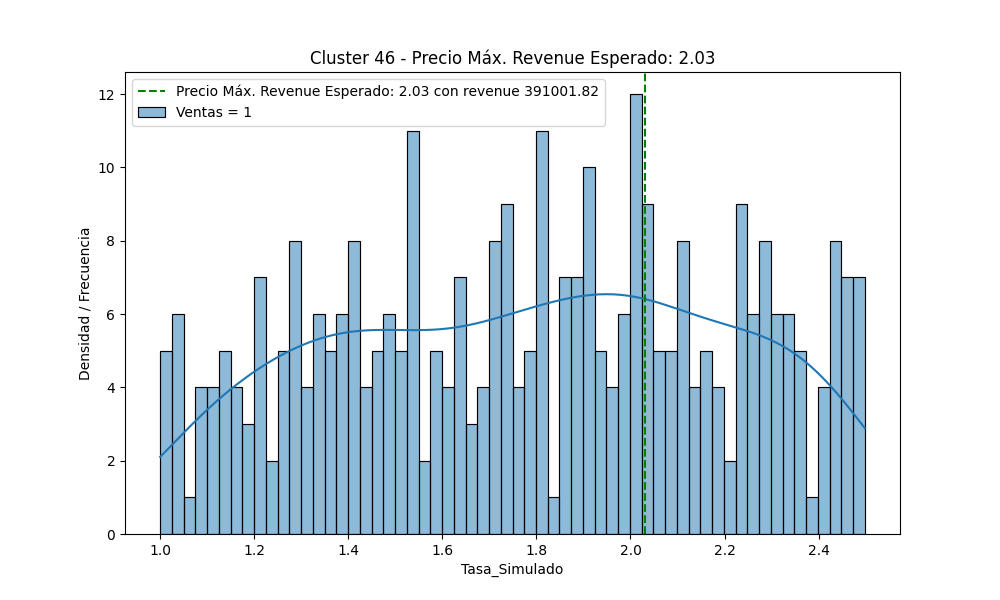 Cluster 46 - Precio Máx. Revenue Esperado: 2.03
Precio Máx. Revenue Esperado: 2.03 con revenue 391001.82
Ventas = 1
Densidad / Frecuencia
12
10
8
6
4
2
0
1.0 1.2 1.4 1.6 1.8 2.0 2.2 2.4
Tasa_Simulado